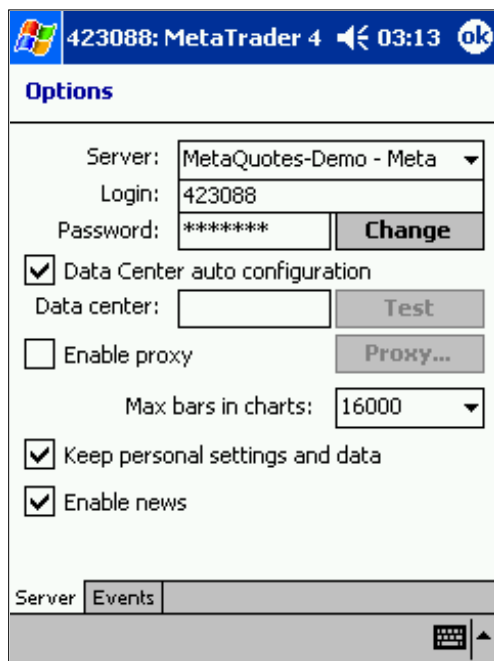 423088: MetaTrader 4 03:13 ok
Options
Server: MetaQuotes-Demo - Meta
Login: 423088
Password: ******* Change
Data Center auto configuration
Data center: Test
Enable proxy Proxy...
Max bars in charts: 16000
Keep personal settings and data
Enable news
Server Events